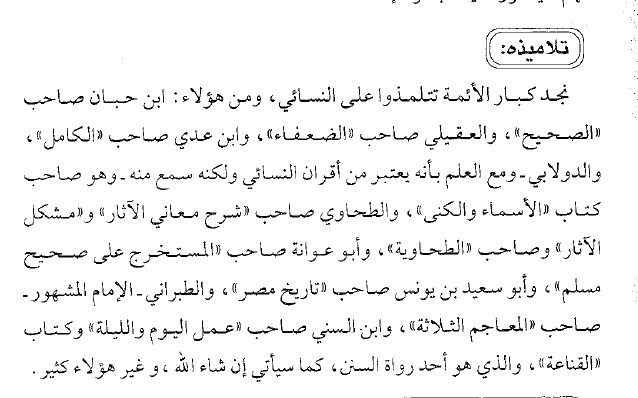 تلاميذه:
نجد كبار الأئمة تتلمذوا على النسائي، ومن هؤلاء: ابن حبان صاحب
«الصحيح»، والعقيلي صاحب «الضعفاء»، وابن عدي صاحب «الكامل»،
والدولابي ـ ومع العلم بأنه يعتبر من أقران النسائي ولكنه سمع منه ـ وهو صاحب
كتاب «الأسماء والكنى»، والطحاوي صاحب «شرح معاني الآثار» و«مشكل
الآثار» وصاحب «الطحاوية»، وأبو عوانة صاحب «المستخرج على صحيح
مسلم»، وأبو سعيد بن يونس صاحب «تاريخ مصر»، والطبراني ـ الإمام المشهور ـ
صاحب «المعاجم الثلاثة»، وابن السني صاحب «عمل اليوم والليلة» وكتاب
«القناعة»، والذي هو أحد رواة السنن، كما سيأتي إن شاء الله، وغير هؤلاء كثير.